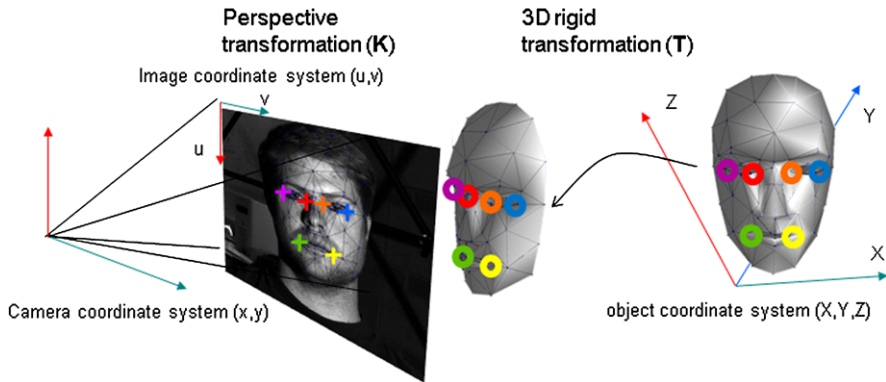 Perspective
transformation (K)
3D rigid
transformation (T)
Image coordinate system (u,v)
v
u
Z
Y
X
Camera coordinate system (x,y)
object coordinate system (X,Y,Z)